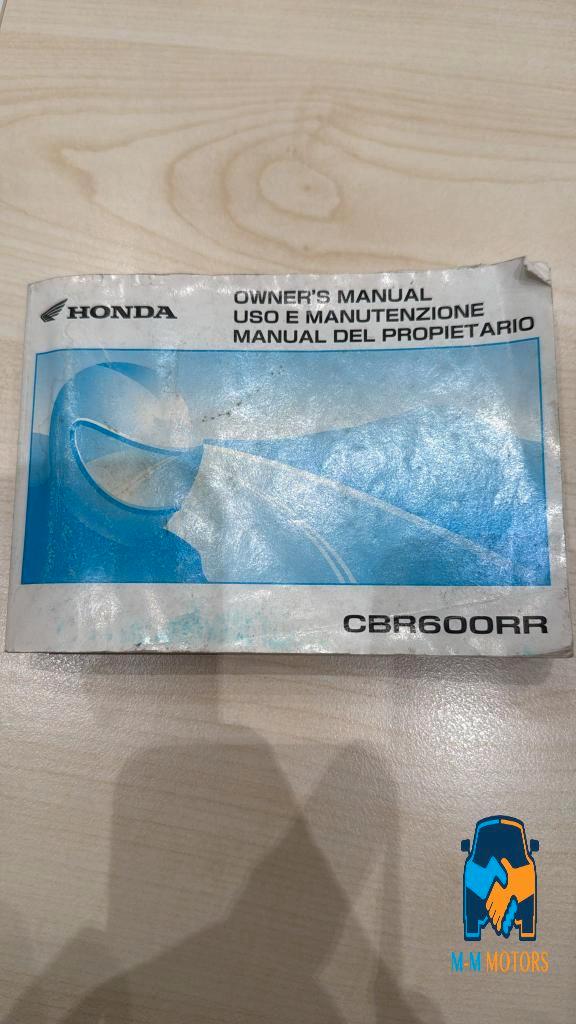 HONDA
OWNER'S MANUAL
USO E MANUTENZIONE
MANUAL DEL PROPIETARIO
CBR600RR
M-M MOTORS